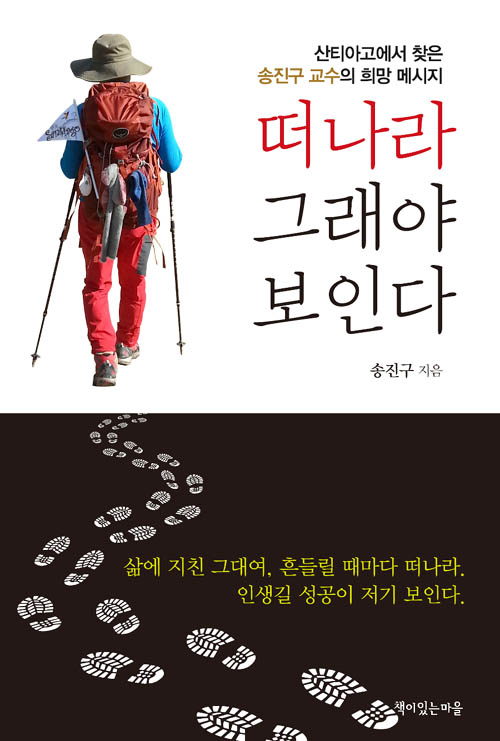 산티아고에서 찾은
송진구 교수의 희망 메시지
떠나라
그래야
보인다
송진구 지음
삶에 지친 그대여, 흔들릴 때마다 떠나라.
인생길 성공이 저기 보인다.
책이있는마을